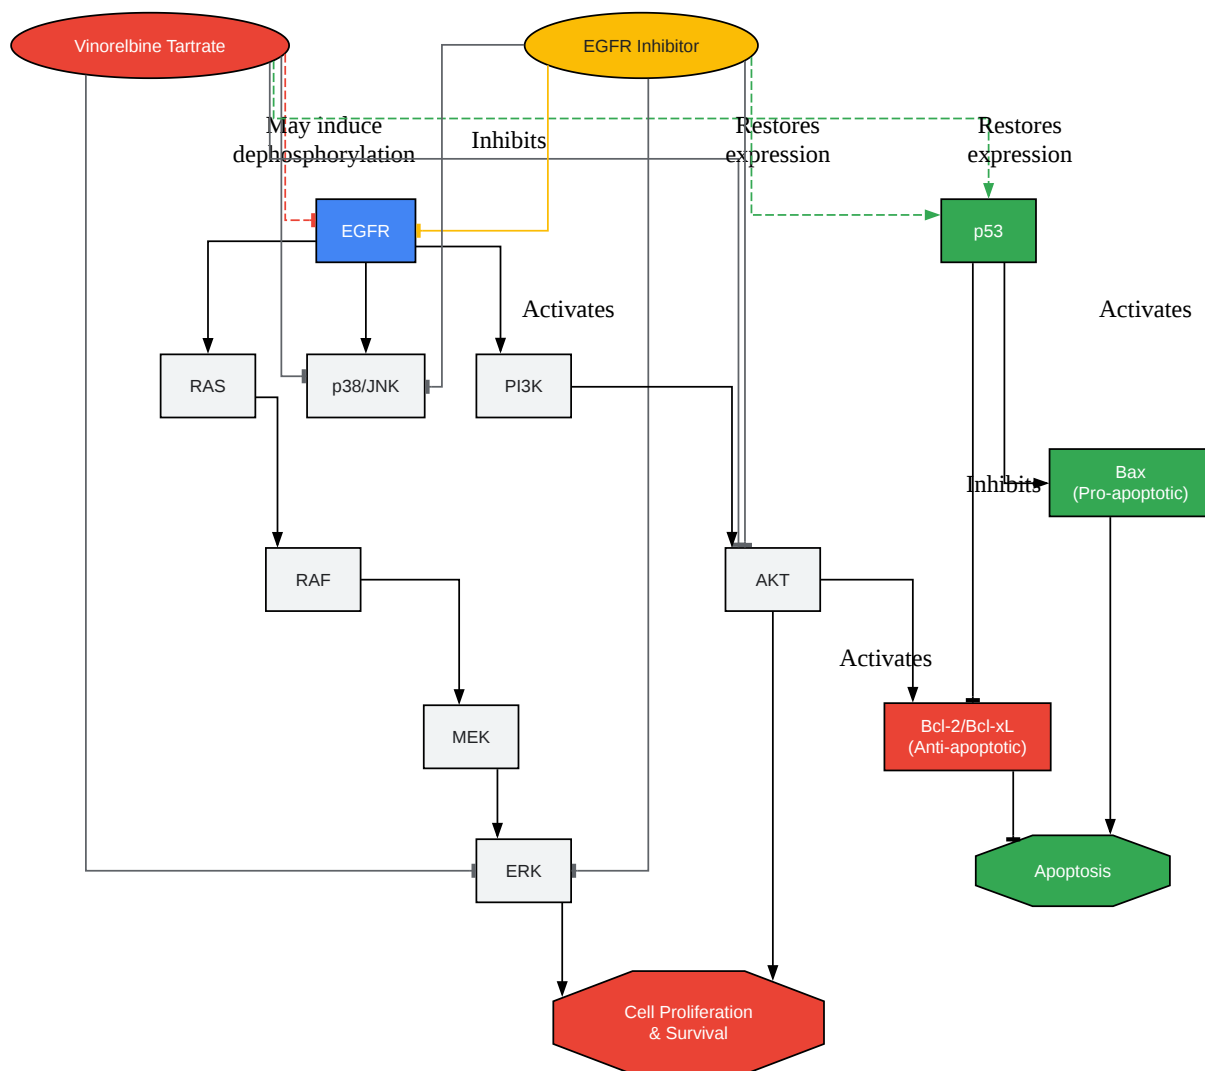 Vinorelbine Tartrate
EGFR Inhibitor
May induce
dephosphorylation
Inhibits
Restores
expression
Restores
expression
EGFR
p53
Activates
Activates
RAS
p38/JNK
PI3K
Bax
(Pro-apoptotic)
Inhibits
RAF
AKT
Activates
MEK
Bcl-2/Bcl-xL
(Anti-apoptotic)
ERK
Apoptosis
Cell Proliferation
& Survival